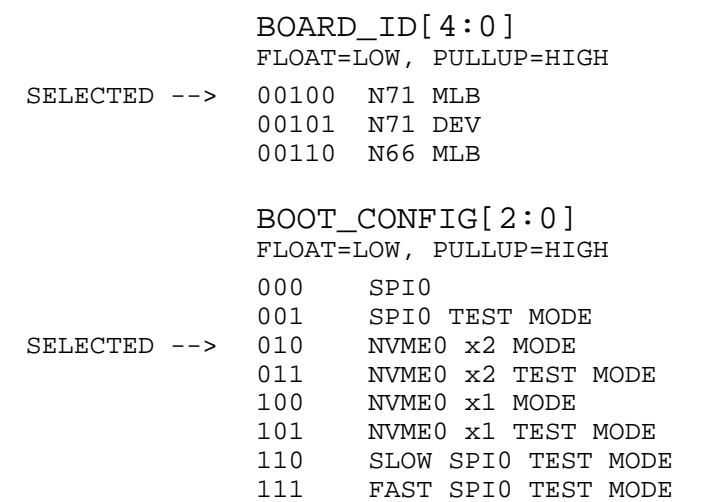 BOARD_ID[4:0]
FLOAT=LOW, PULLUP=HIGH
SELECTED --> 00100 N71 MLB
00101 N71 DEV
00110 N66 MLB
BOOT_CONFIG[2:0]
FLOAT=LOW, PULLUP=HIGH
000 SPI0
001 SPI0 TEST MODE
SELECTED --> 010 NVME0 x2 MODE
011 NVME0 x2 TEST MODE
100 NVME0 x1 MODE
101 NVME0 x1 TEST MODE
110 SLOW SPI0 TEST MODE
111 FAST SPI0 TEST MODE